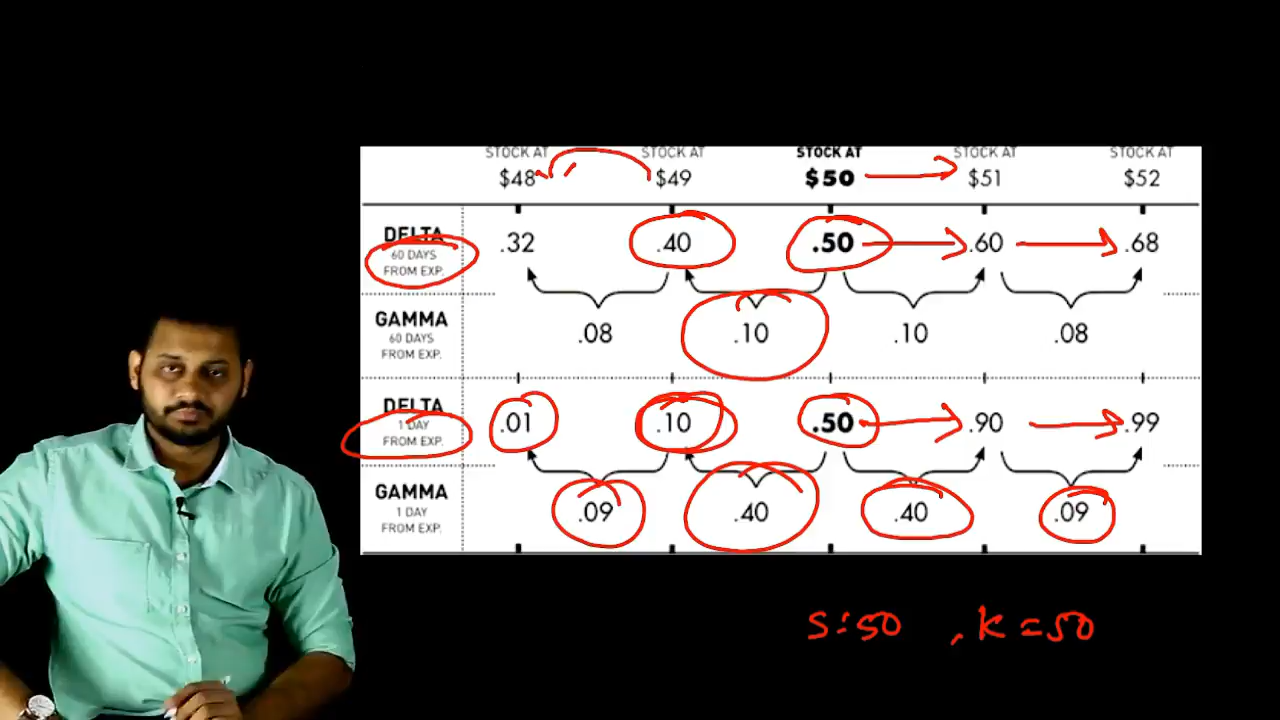 STOCK AT STOCK AT STOCK AT STOCK AT STOCK AT
$48 $49 $50 $51 $52
DELTA
60 DAYS
FROM EXP.
.32 .40 .50 .60 .68
GAMMA
60 DAYS
FROM EXP.
.08 .10 .10 .08
DELTA
1 DAY
FROM EXP.
.01 .10 .50 .90 .99
GAMMA
1 DAY
FROM EXP.
.09 .40 .40 .09
S:50 , K=50